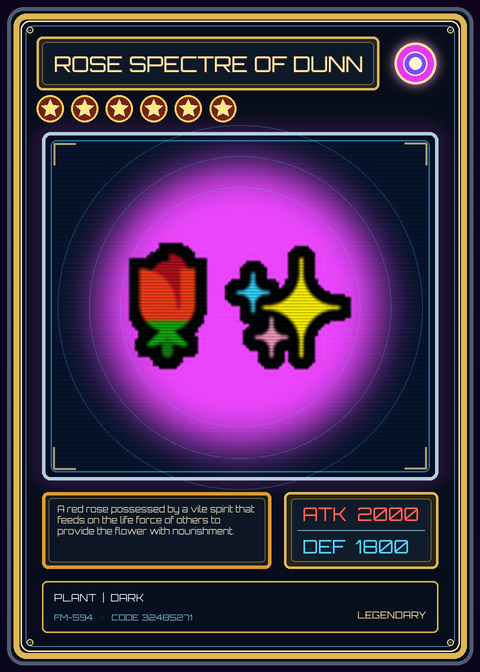 ROSE SPECTRE OF DUNN
A red rose possessed by a vile spirit that
feeds on the life force of others to
provide the flower with nourishment.
ATK 2000
DEF 1800
PLANT | DARK
FM-594 · CODE 32485271
LEGENDARY